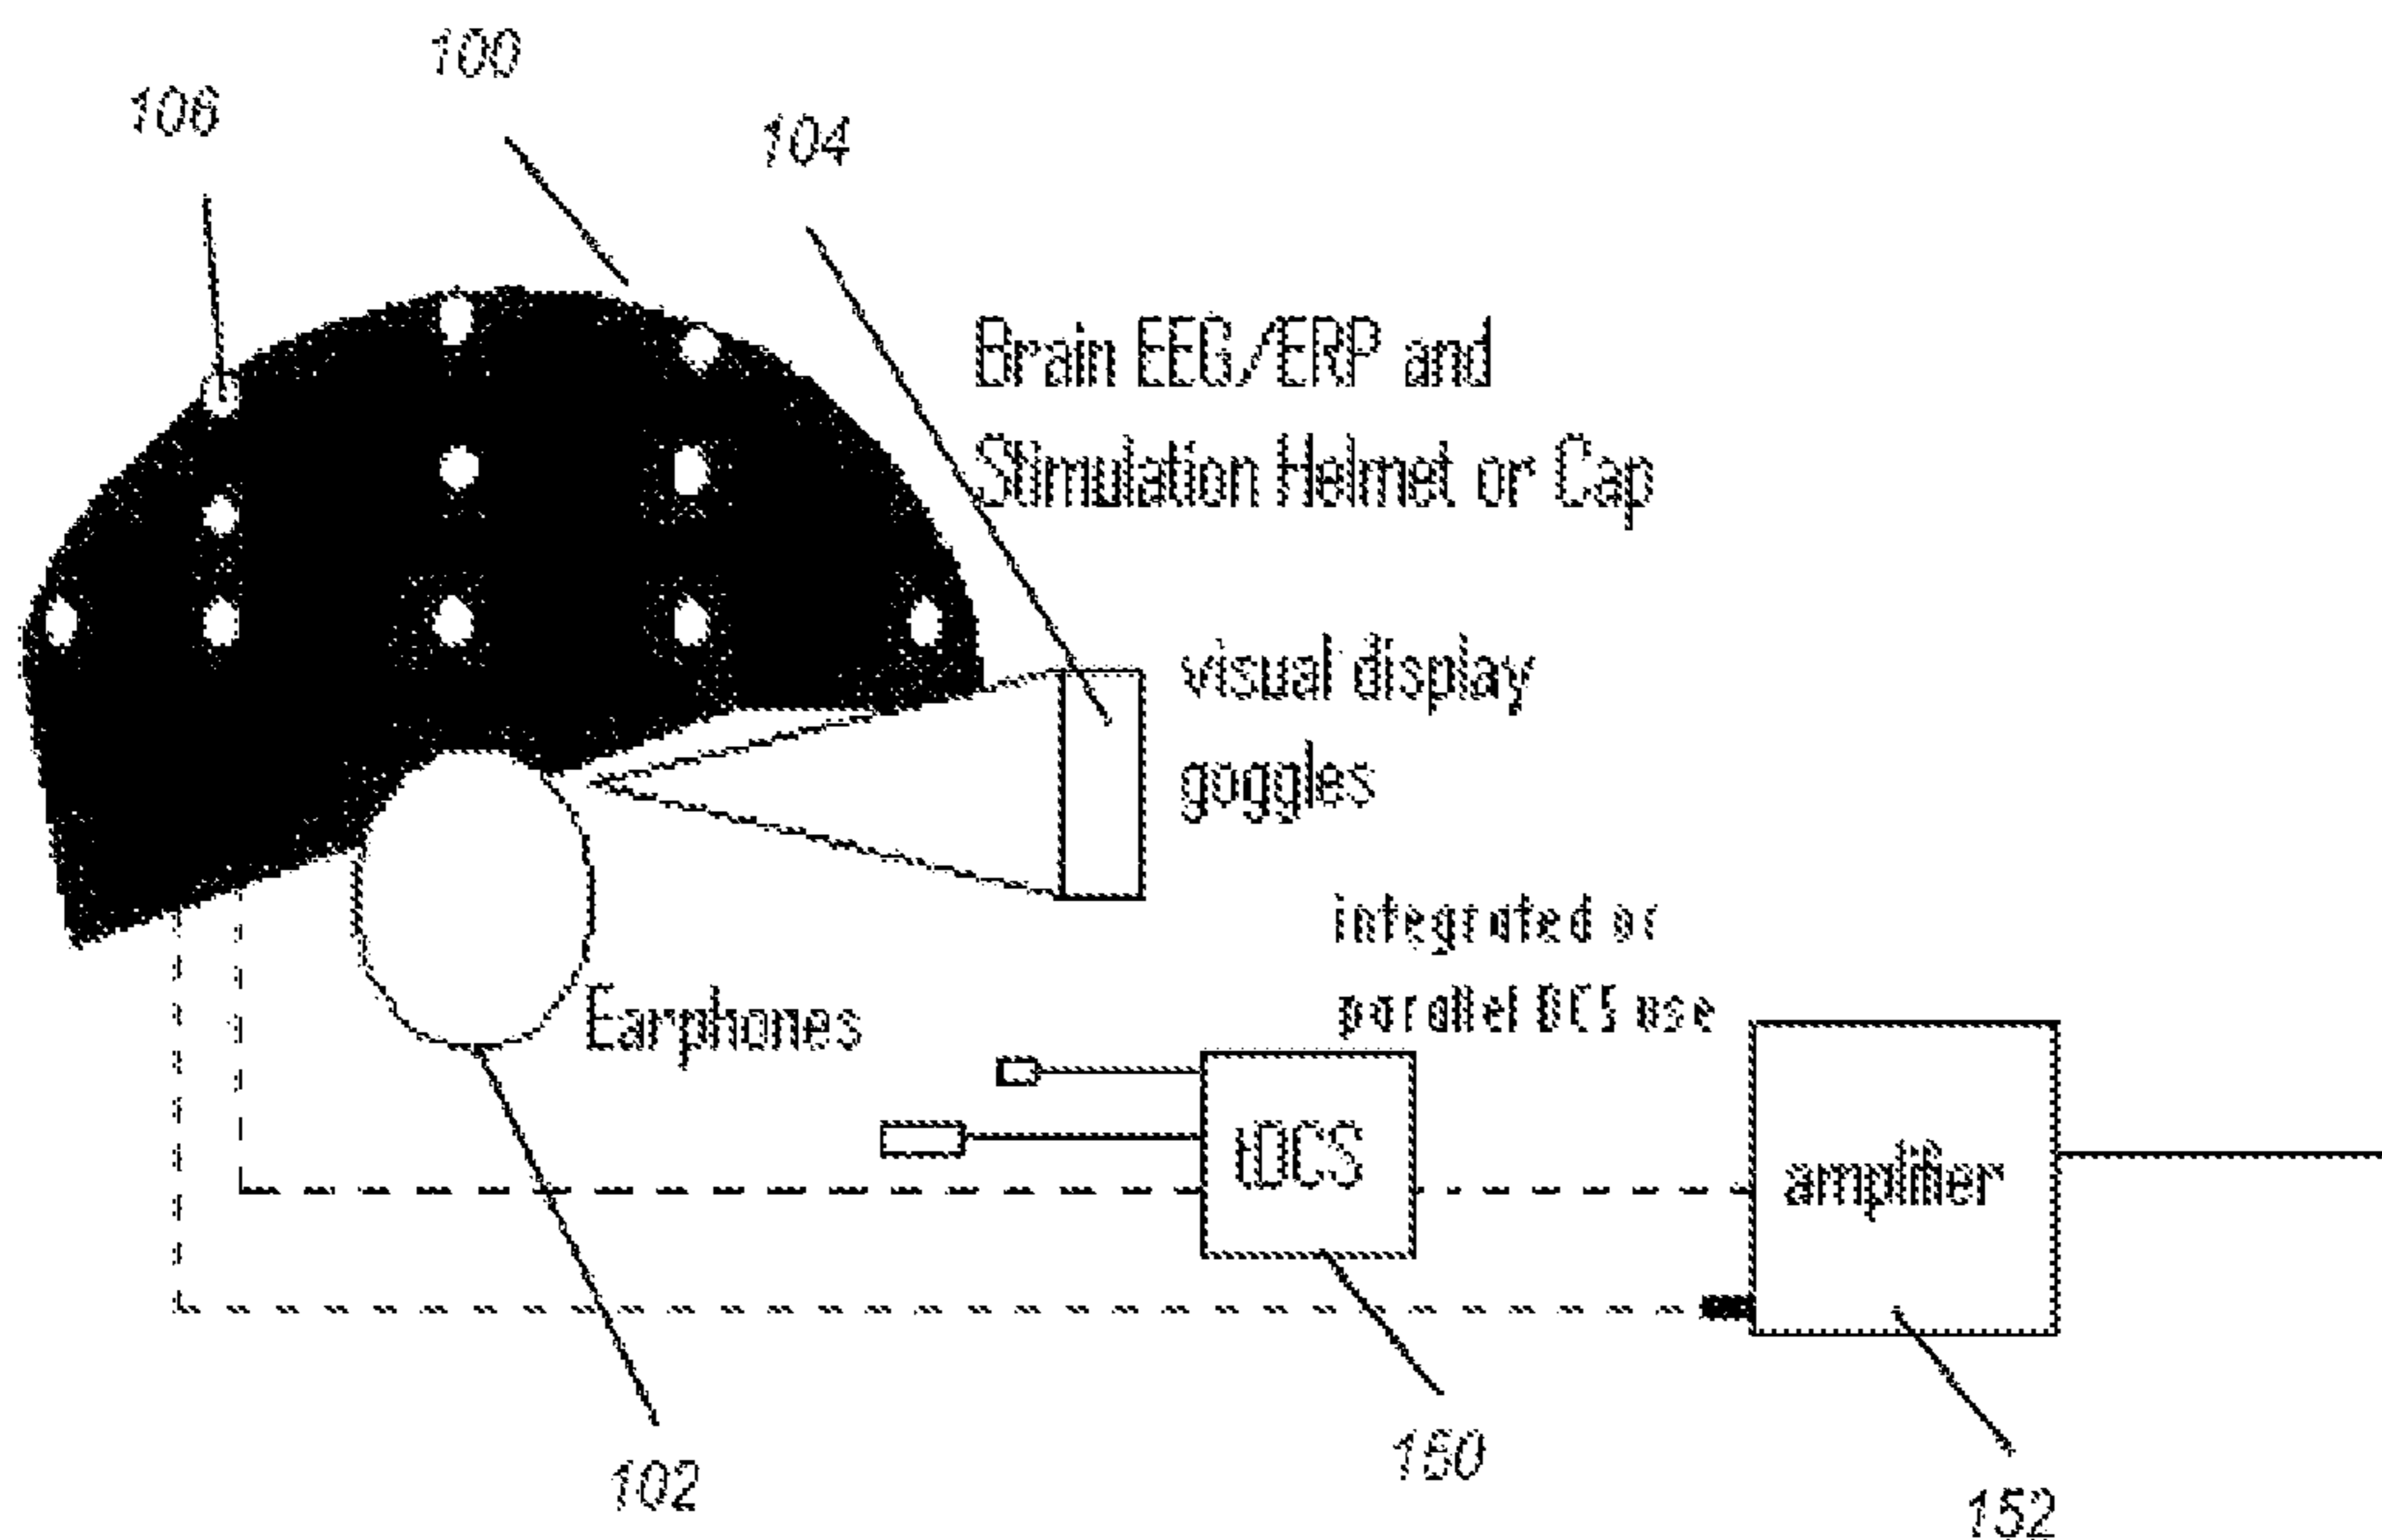 100
106
104
Brain EEG/ERP and
Stimulation Helmet or Cap
visual display
goggles
integrated or
parallel DCS use
Earphones
tDCS
amplifier
102
160
152